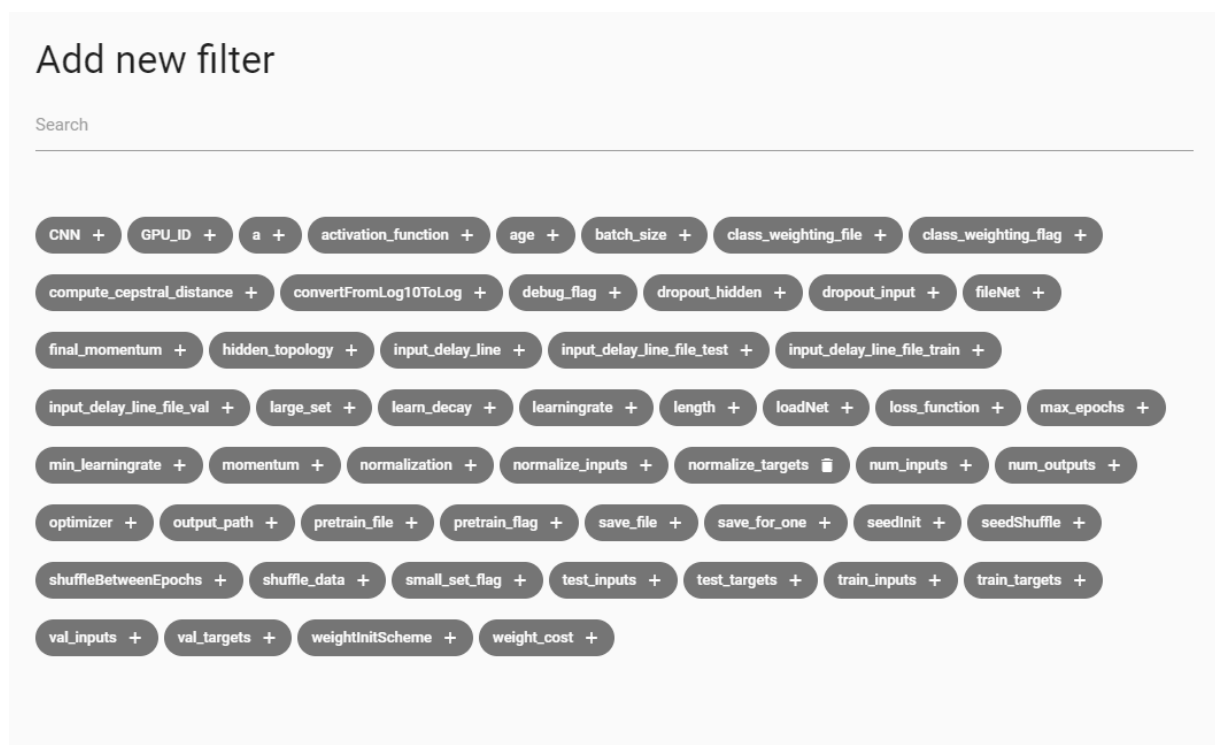 Add new filter
Search
CNN + GPU_ID + a + activation_function + age + batch_size + class_weighting_file + class_weighting_flag +
compute_cepstral_distance + convertFromLog10ToLog + debug_flag + dropout_hidden + dropout_input + fileNet +
final_momentum + hidden_topology + input_delay_line + input_delay_line_file_test + input_delay_line_file_train +
input_delay_line_file_val + large_set + learn_decay + learningrate + length + loadNet + loss_function + max_epochs +
min_learningrate + momentum + normalization + normalize_inputs + normalize_targets num_inputs + num_outputs +
optimizer + output_path + pretrain_file + pretrain_flag + save_file + save_for_one + seedInit + seedShuffle +
shuffleBetweenEpochs + shuffle_data + small_set_flag + test_inputs + test_targets + train_inputs + train_targets +
val_inputs + val_targets + weightInitScheme + weight_cost +